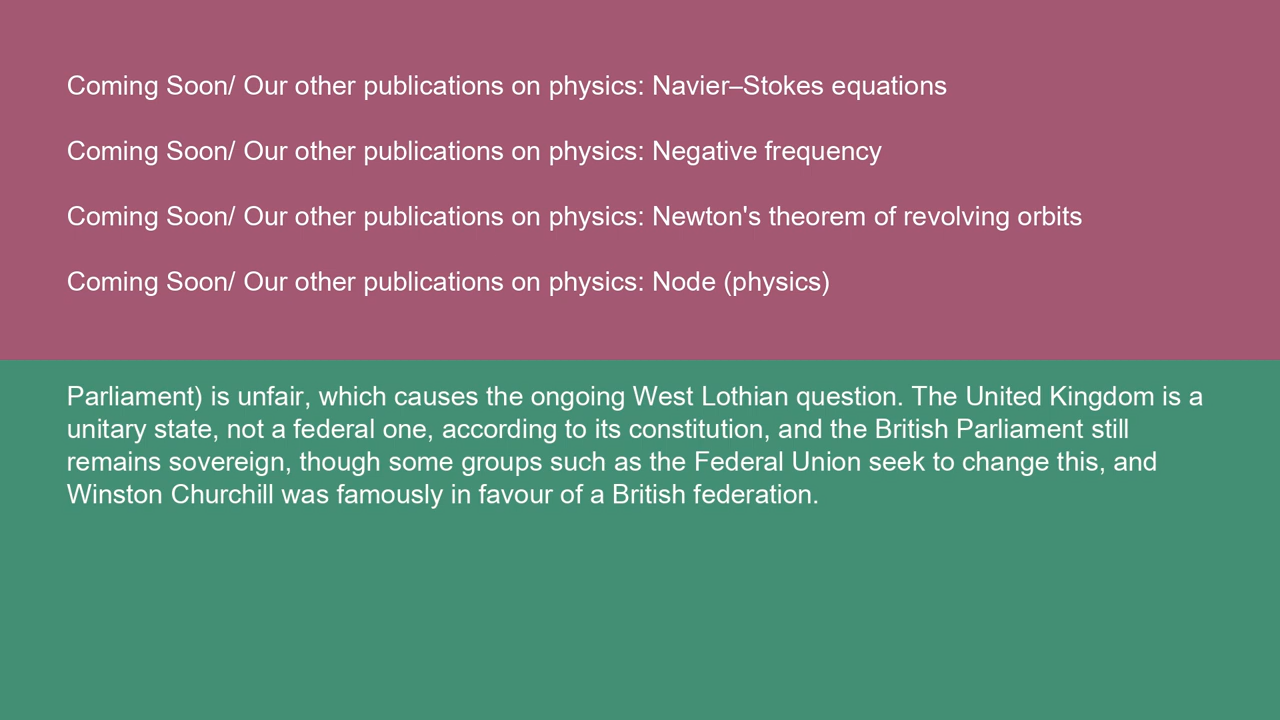 Coming Soon/ Our other publications on physics: Navier–Stokes equations
Coming Soon/ Our other publications on physics: Negative frequency
Coming Soon/ Our other publications on physics: Newton's theorem of revolving orbits
Coming Soon/ Our other publications on physics: Node (physics)
Parliament) is unfair, which causes the ongoing West Lothian question. The United Kingdom is a
unitary state, not a federal one, according to its constitution, and the British Parliament still
remains sovereign, though some groups such as the Federal Union seek to change this, and
Winston Churchill was famously in favour of a British federation.